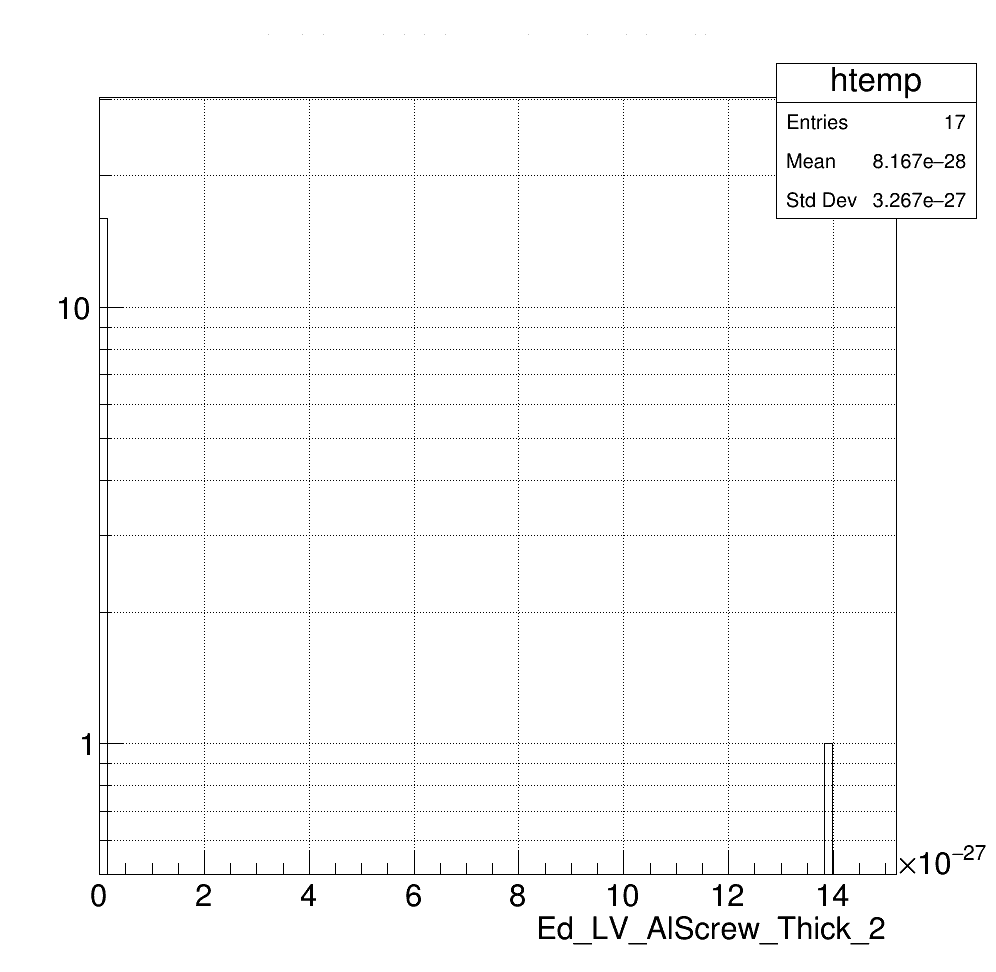 htemp
Entries 17
Mean 8.167e−28
Std Dev 3.267e−27
10
1
×10−27
0 2 4 6 8 10 12 14
Ed_LV_AlScrew_Thick_2